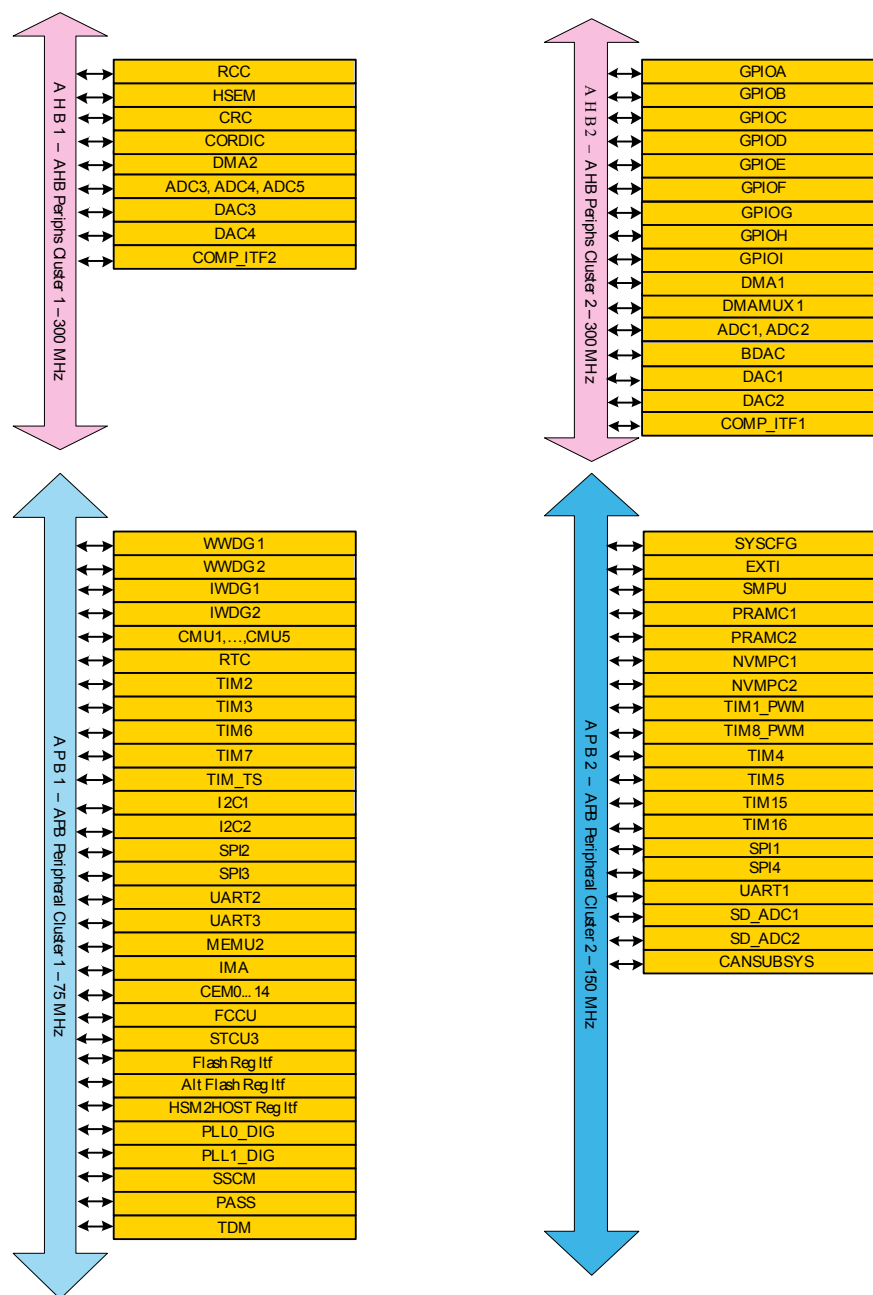 AHB1 – AHB Periphs Cluster 1 – 300 MHz
RCC
HSEM
CRC
CORDIC
DMA2
ADC3, ADC4, ADC5
DAC3
DAC4
COMP_ITF2
AHB2 – AHB Periphs Cluster 2 – 300 MHz
GPIOA
GPIOB
GPIOC
GPIOD
GPIOE
GPIOF
GPIOG
GPIOH
GPIOI
DMA1
DMAMUX1
ADC1, ADC2
BDAC
DAC1
DAC2
COMP_ITF1
APB1 – APB Peripheral Cluster 1 – 75 MHz
WWDG1
WWDG2
IWDG1
IWDG2
CMU1,...,CMU5
RTC
TIM2
TIM3
TIM6
TIM7
TIM_TS
I2C1
I2C2
SPI2
SPI3
UART2
UART3
MEMU2
IMA
CEM0...14
FCCU
STCU3
Flash Reg Itf
Alt Flash Reg Itf
HSM2HOST Reg Itf
PLL0_DIG
PLL1_DIG
SSCM
PASS
TDM
APB2 – APB Peripheral Cluster 2 – 150 MHz
SYSCFG
EXTI
SMPU
PRAMC1
PRAMC2
NVMPC1
NVMPC2
TIM1_PWM
TIM8_PWM
TIM4
TIM5
TIM15
TIM16
SPI1
SPI4
UART1
SD_ADC1
SD_ADC2
CANSUBSYS